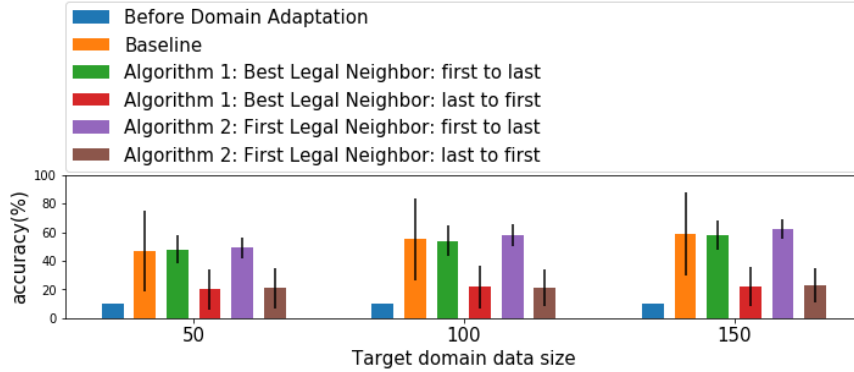 Before Domain Adaptation
Baseline
Algorithm 1: Best Legal Neighbor: first to last
Algorithm 1: Best Legal Neighbor: last to first
Algorithm 2: First Legal Neighbor: first to last
Algorithm 2: First Legal Neighbor: last to first
100
80
60
40
20
0
accuracy(%)
50 100 150
Target domain data size